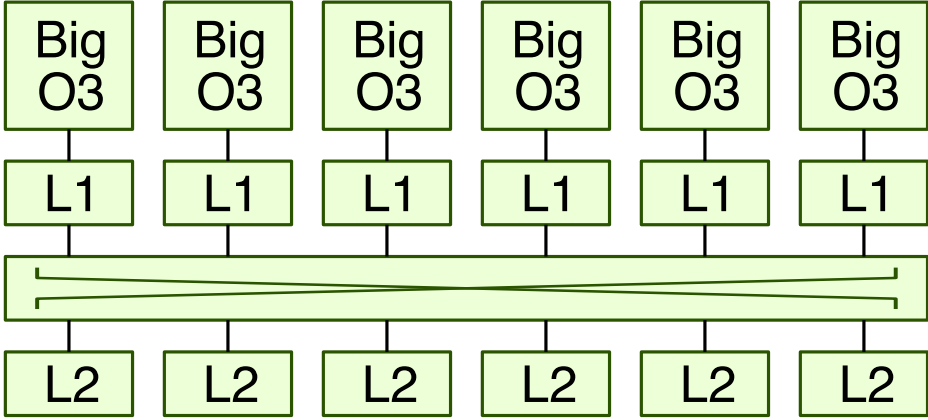 Big Big Big Big Big Big
O3 O3 O3 O3 O3 O3
L1 L1 L1 L1 L1 L1
L2 L2 L2 L2 L2 L2